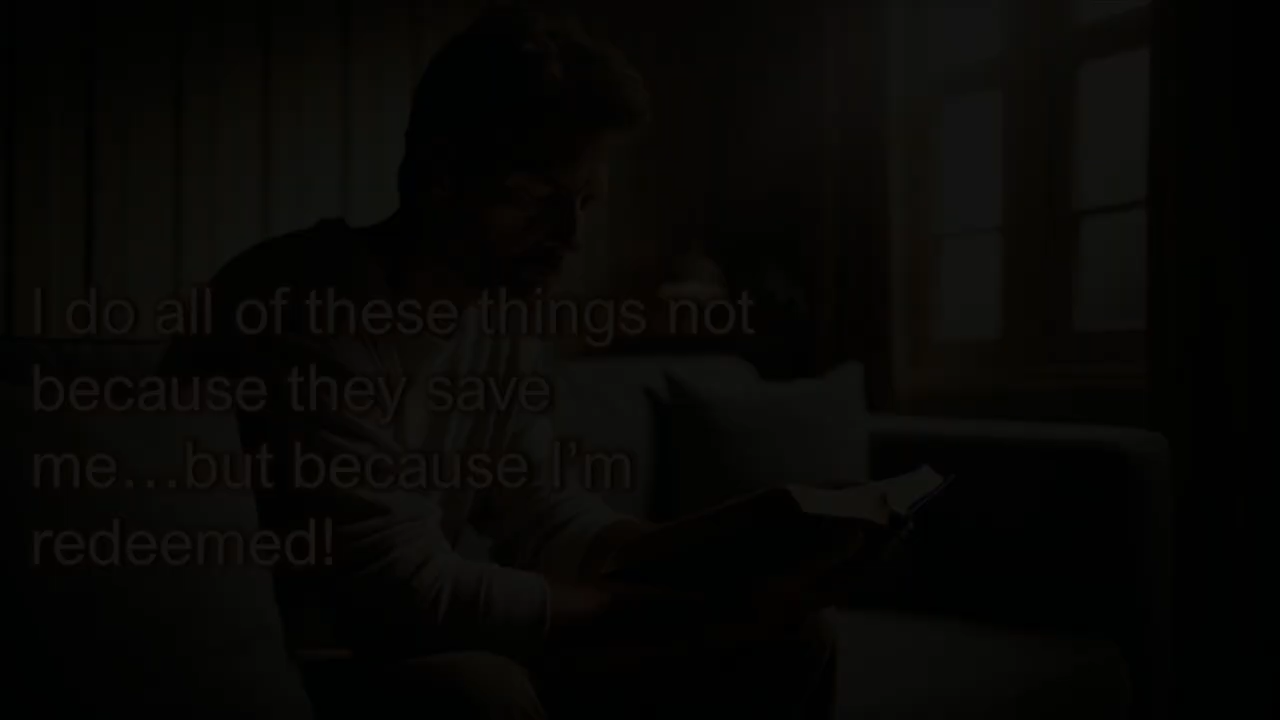 I do all of these things not
because they save
me…but because I’m
redeemed!